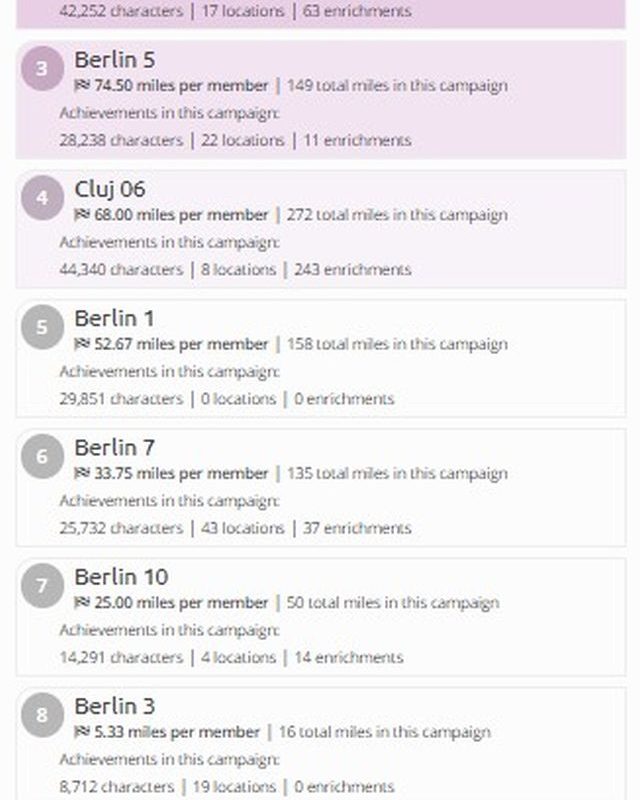 42,252 characters | 17 locations | 63 enrichments
3 Berlin 5
74.50 miles per member | 149 total miles in this campaign
Achievements in this campaign:
28,238 characters | 22 locations | 11 enrichments
4 Cluj 06
68.00 miles per member | 272 total miles in this campaign
Achievements in this campaign:
44,340 characters | 8 locations | 243 enrichments
5 Berlin 1
52.67 miles per member | 158 total miles in this campaign
Achievements in this campaign:
29,851 characters | 0 locations | 0 enrichments
6 Berlin 7
33.75 miles per member | 135 total miles in this campaign
Achievements in this campaign:
25,732 characters | 43 locations | 37 enrichments
7 Berlin 10
25.00 miles per member | 50 total miles in this campaign
Achievements in this campaign:
14,291 characters | 4 locations | 14 enrichments
8 Berlin 3
5.33 miles per member | 16 total miles in this campaign
Achievements in this campaign:
8,712 characters | 19 locations | 0 enrichments